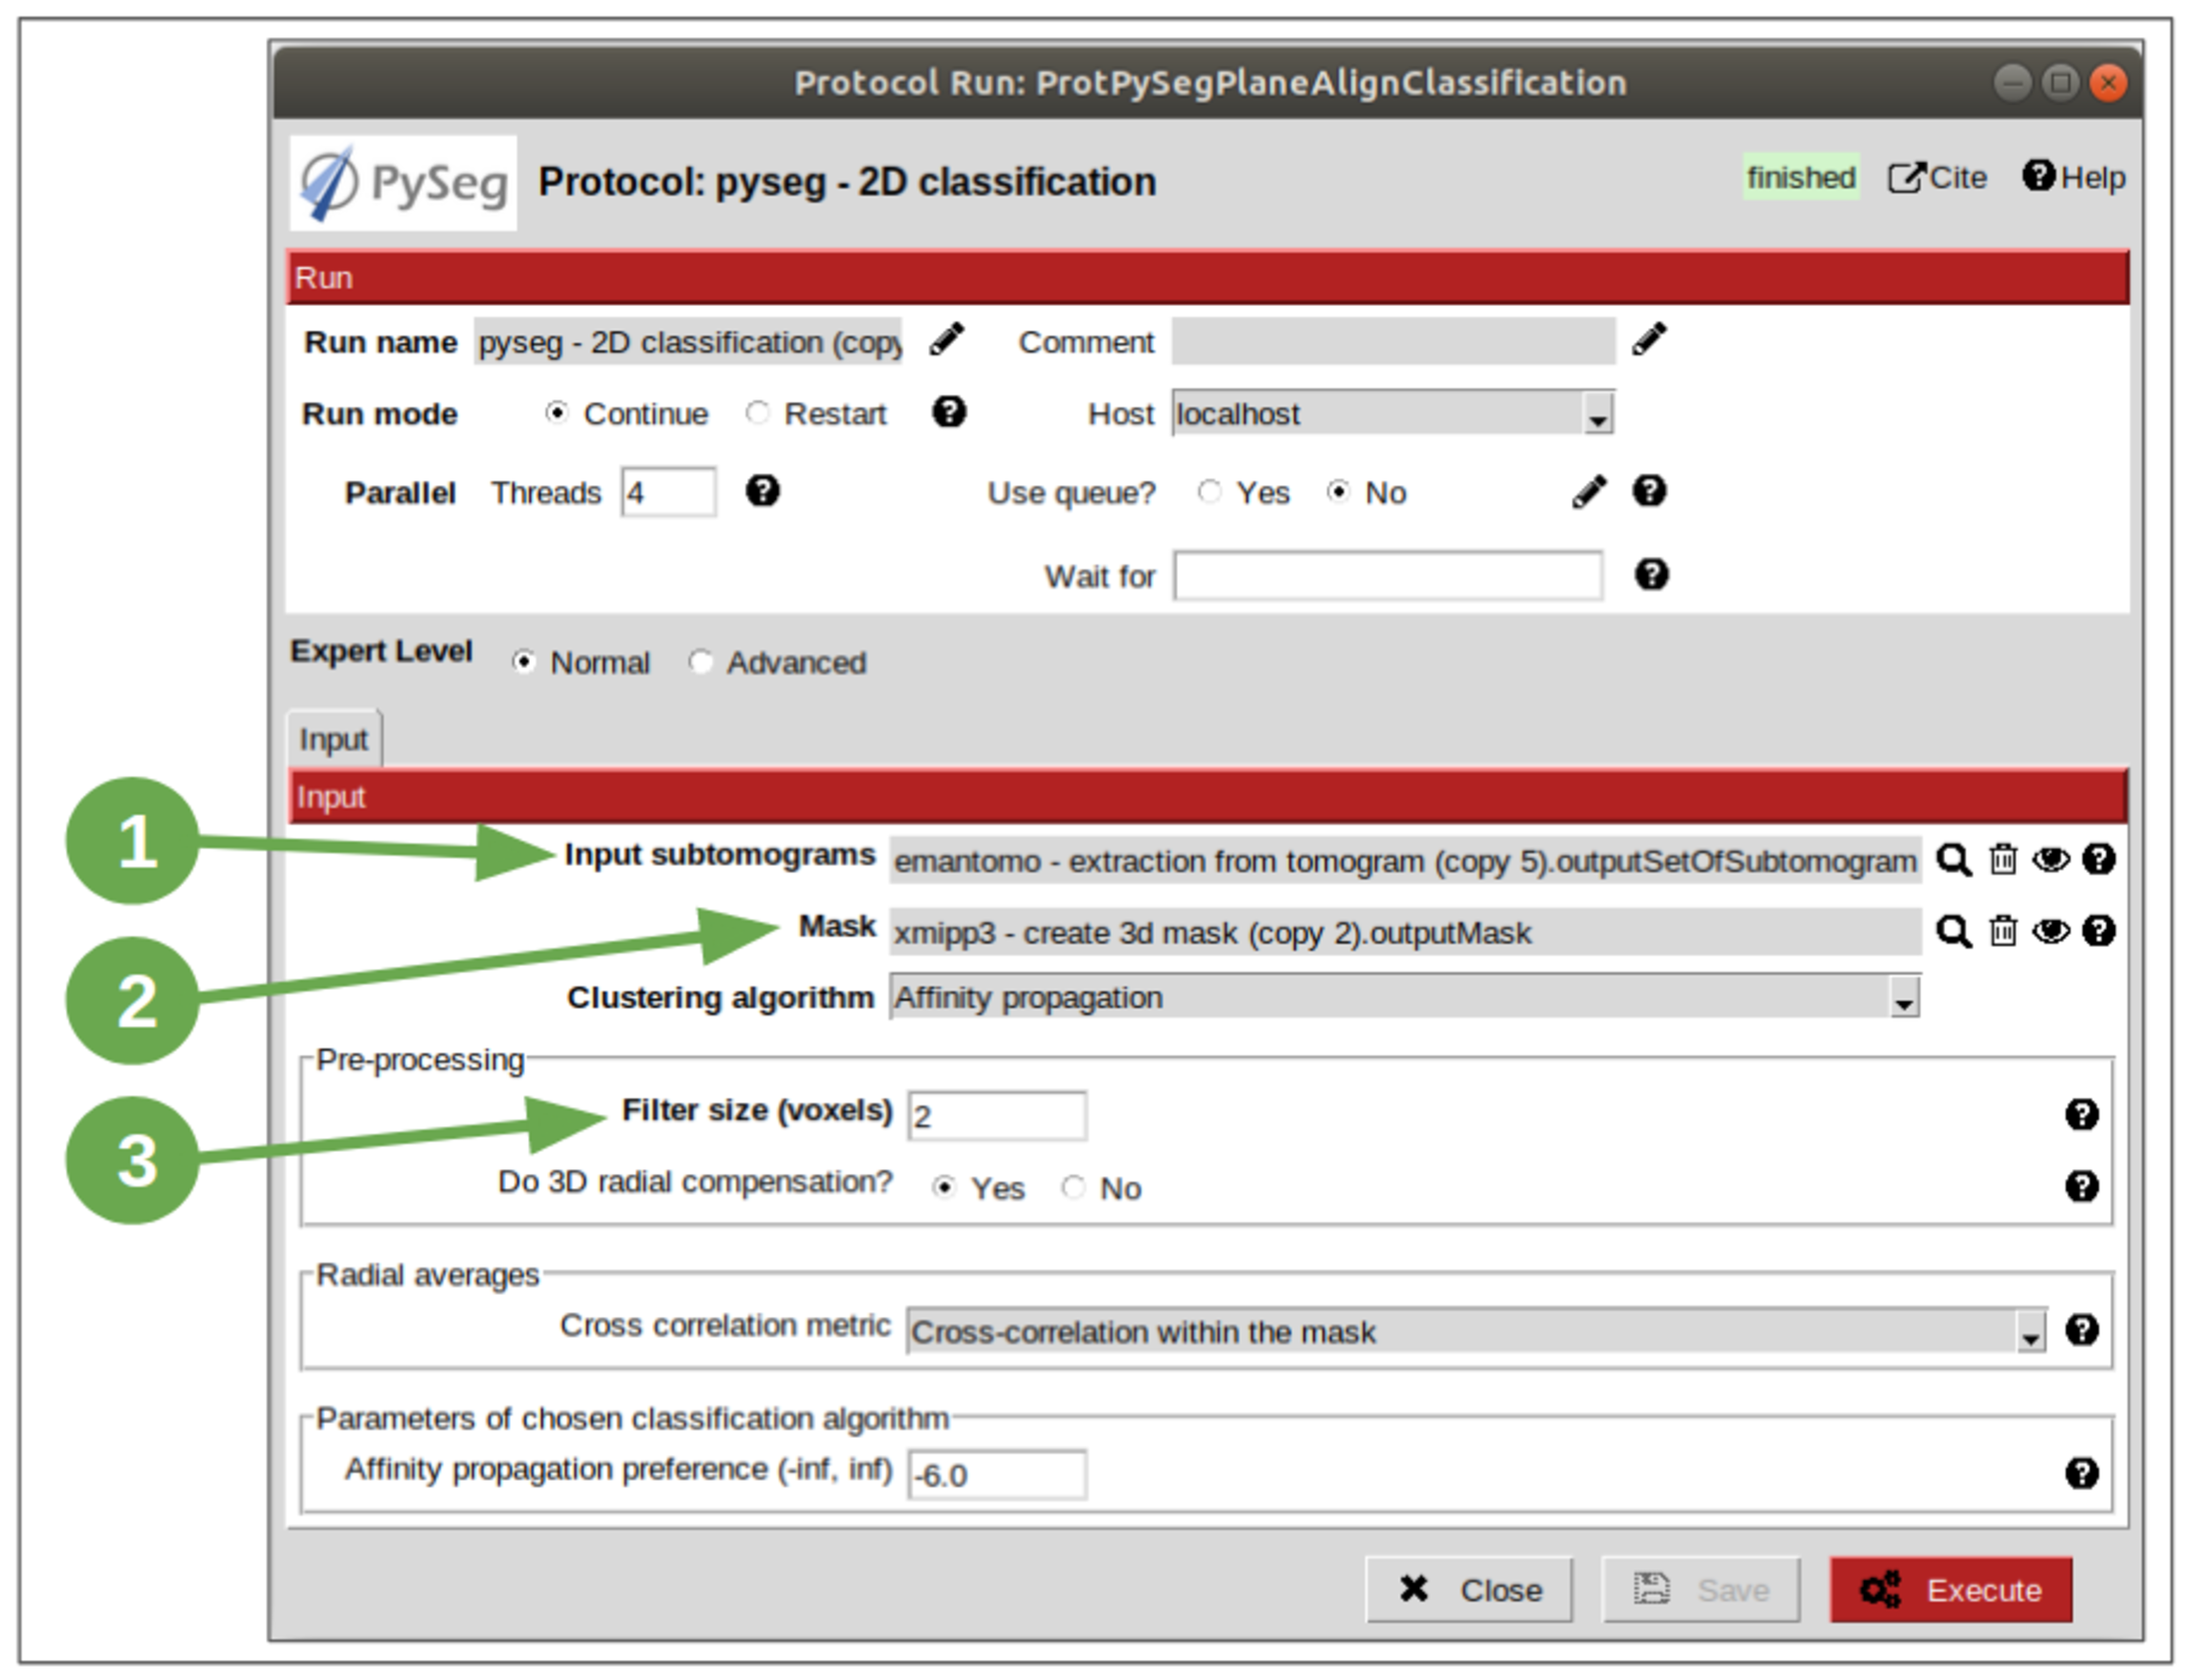 Protocol Run: ProtPySegPlaneAlignClassification
PySeg Protocol: pyseg - 2D classification finished Cite Help
Run
Run name pyseg - 2D classification (copy Comment
Run mode Continue Restart Host localhost
Parallel Threads 4 Use queue? Yes No
Wait for
Expert Level Normal Advanced
Input
Input
1 Input subtomograms emantomo - extraction from tomogram (copy 5).outputSetOfSubtomogram
2 Mask xmipp3 - create 3d mask (copy 2).outputMask
Clustering algorithm Affinity propagation
Pre-processing
3 Filter size (voxels) 2
Do 3D radial compensation? Yes No
Radial averages
Cross correlation metric Cross-correlation within the mask
Parameters of chosen classification algorithm
Affinity propagation preference (-inf, inf) -6.0
Close Save Execute